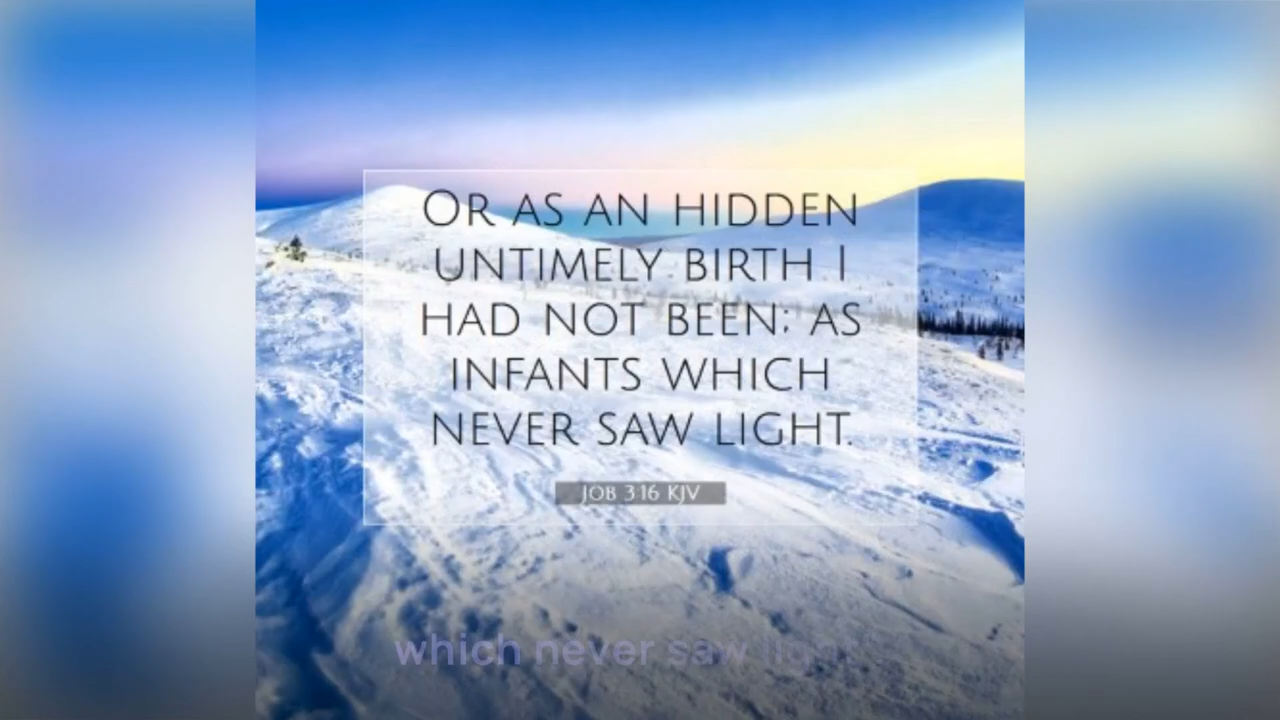 Or as an hidden
untimely birth I
had not been; as
infants which
never saw light.
Job 3:16 KJV
which never saw light